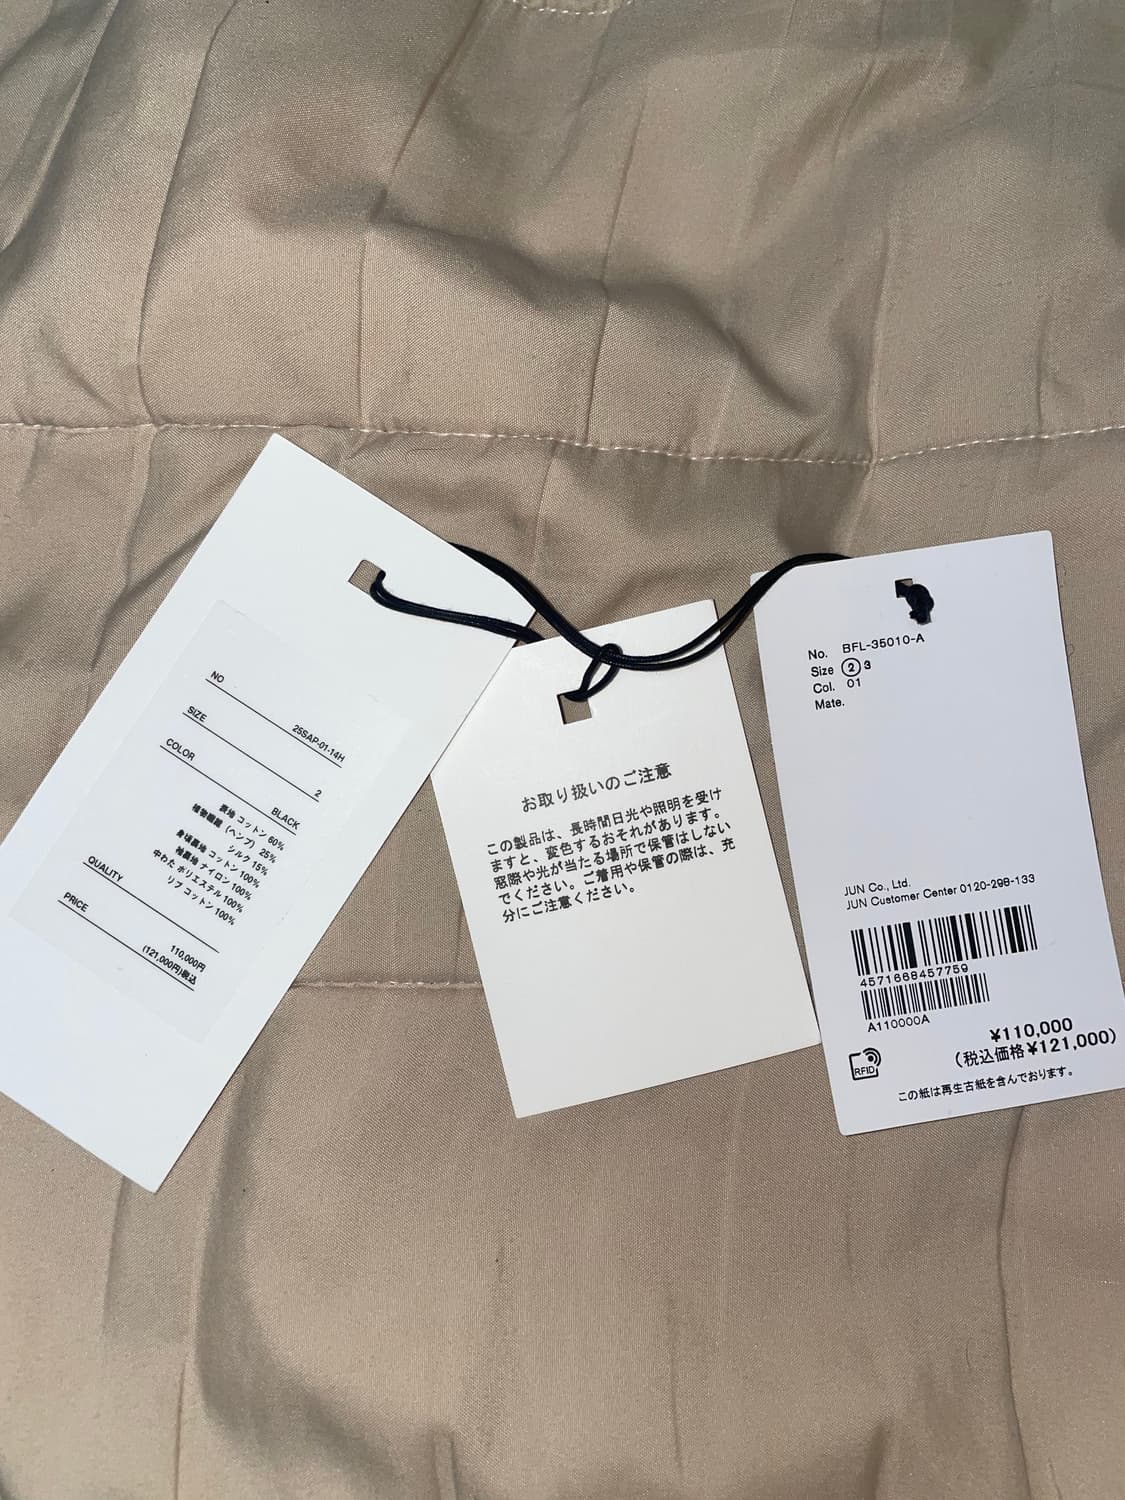 NO
25SAP-01-14H
SIZE
2
COLOR
BLACK
表地 コットン 60%
植物繊維 (ヘンプ) 25%
シルク 15%
身頃裏地 コットン 100%
袖裏地 ナイロン 100%
中わた ポリエステル 100%
リブ コットン 100%
QUALITY
PRICE
110,000円
(121,000円)税込
お取り扱いのご注意
この製品は、長時間日光や照明を受け
ますと、変色するおそれがあります。
窓際や光が当たる場所で保管はしない
でください。ご着用や保管の際は、充
分にご注意ください。
No. BFL-35010-A
Size 2 3
Col. 01
Mate.
JUN Co., Ltd.
JUN Customer Center 0120-298-133
4571668457759
A110000A
¥110,000
(税込価格¥121,000)
RFID
この紙は再生古紙を含んでおります。